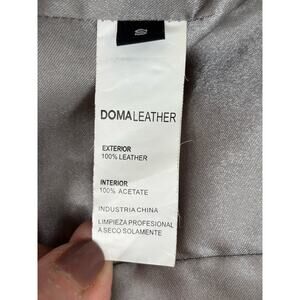 S
DOMALEATHER
EXTERIOR
100% LEATHER
INTERIOR
100% ACETATE
INDUSTRIA CHINA
LIMPIEZA PROFESIONAL
A SECO SOLAMENTE